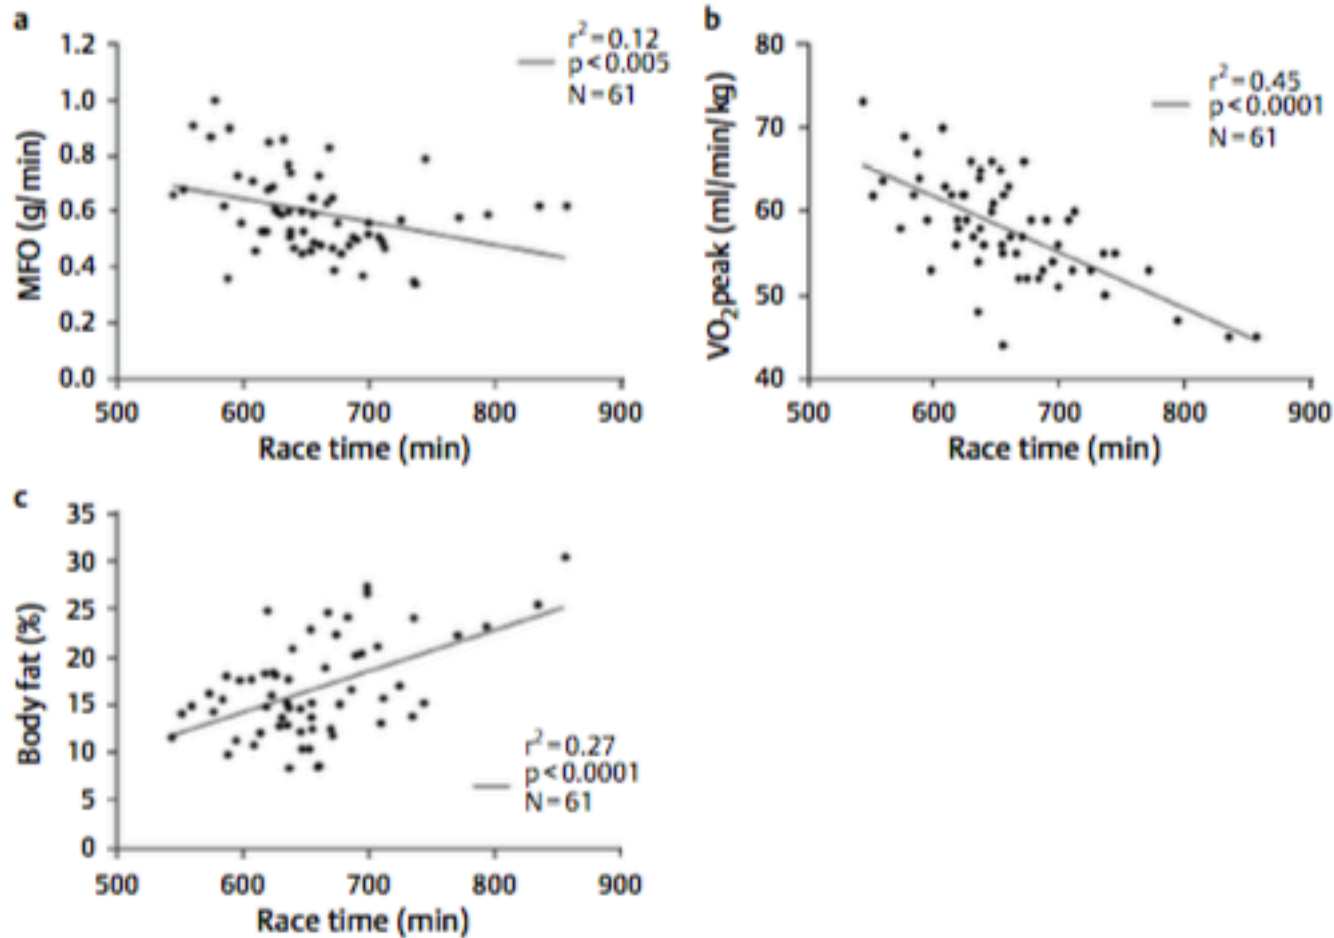 a
r²=0.12
p<0.005
N=61
MFO (g/min)
1.2
1.0
0.8
0.6
0.4
0.2
0.0
500 600 700 800 900
Race time (min)
b
r²=0.45
p<0.0001
N=61
VO₂peak (ml/min/kg)
80
70
60
50
40
500 600 700 800 900
Race time (min)
c
Body fat (%)
35
30
25
20
15
10
5
0
r²=0.27
p<0.0001
N=61
500 600 700 800 900
Race time (min)